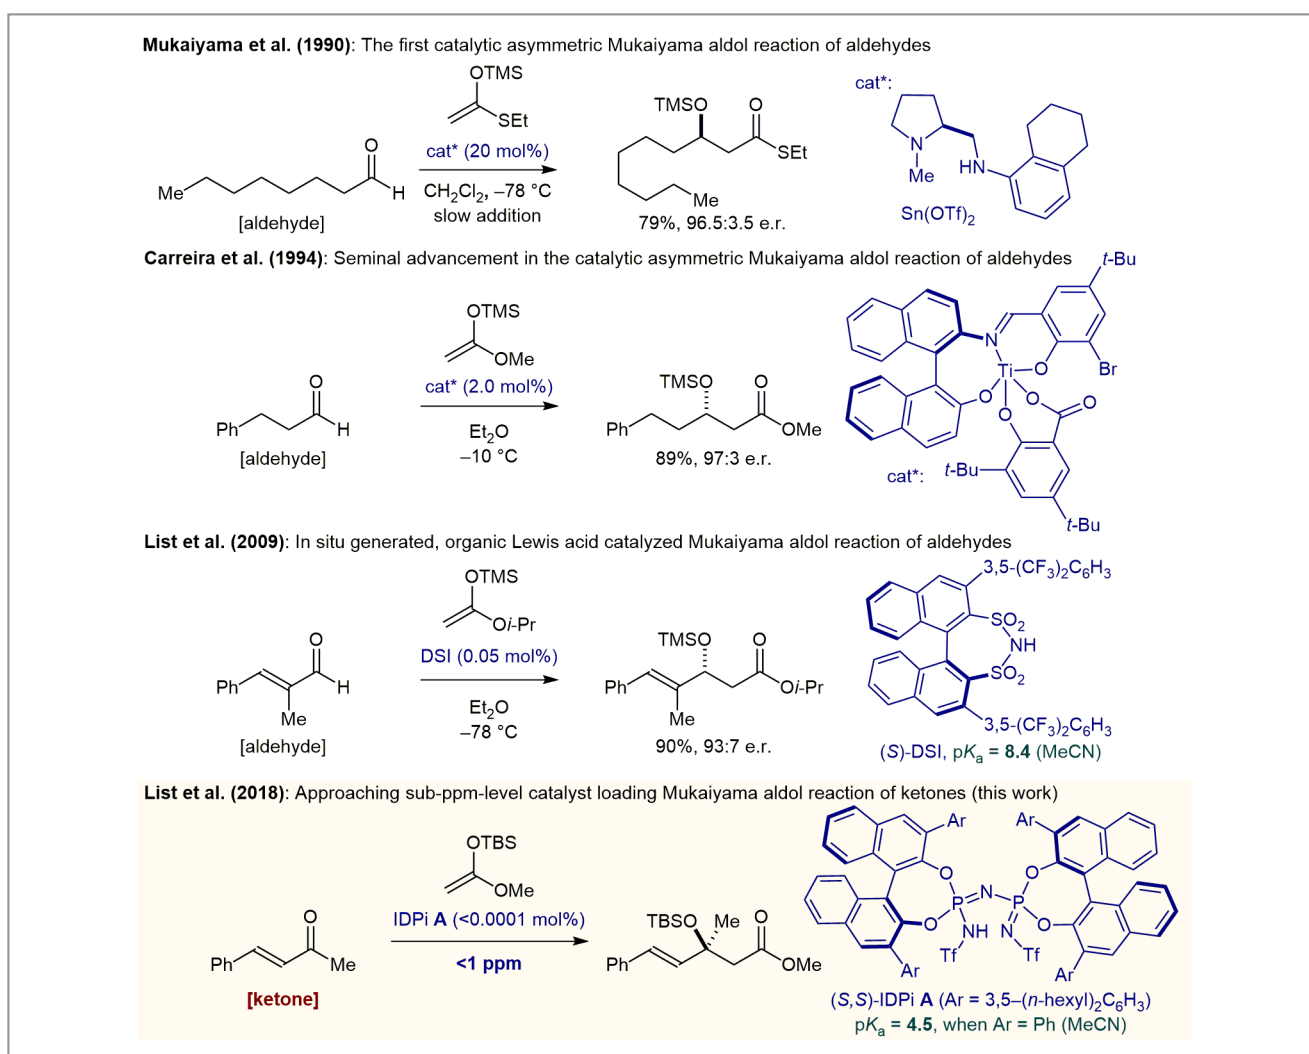 Mukaiyama et al. (1990): The first catalytic asymmetric Mukaiyama aldol reaction of aldehydes
OTMS
SEt
cat* (20 mol%)
CH₂Cl₂, –78 °C
slow addition
Me
O
H
[aldehyde]
TMSO
O
SEt
Me
79%, 96.5:3.5 e.r.
cat*:
N
Me
HN
Sn(OTf)₂
Carreira et al. (1994): Seminal advancement in the catalytic asymmetric Mukaiyama aldol reaction of aldehydes
OTMS
OMe
cat* (2.0 mol%)
Et₂O
–10 °C
Ph
O
H
[aldehyde]
TMSO
O
Ph
OMe
89%, 97:3 e.r.
t-Bu
N
Ti
O
Br
O
O
O
O
cat*:
t-Bu
t-Bu
List et al. (2009): In situ generated, organic Lewis acid catalyzed Mukaiyama aldol reaction of aldehydes
OTMS
Oi-Pr
DSI (0.05 mol%)
Et₂O
–78 °C
O
Ph
H
Me
[aldehyde]
TMSO
O
Ph
Oi-Pr
Me
90%, 93:7 e.r.
3,5-(CF₃)₂C₆H₃
SO₂
NH
SO₂
3,5-(CF₃)₂C₆H₃
(S)-DSI, pKₐ = 8.4 (MeCN)
List et al. (2018): Approaching sub-ppm-level catalyst loading Mukaiyama aldol reaction of ketones (this work)
OTBS
OMe
IDPi A (<0.0001 mol%)
<1 ppm
O
Ph
Me
[ketone]
TBSO
Me
O
Ph
OMe
Ar
Ar
O
O
P
N
P
O
O
NH
N
Tf
Tf
Ar
Ar
(S,S)-IDPi A (Ar = 3,5–(n-hexyl)₂C₆H₃)
pKₐ = 4.5, when Ar = Ph (MeCN)